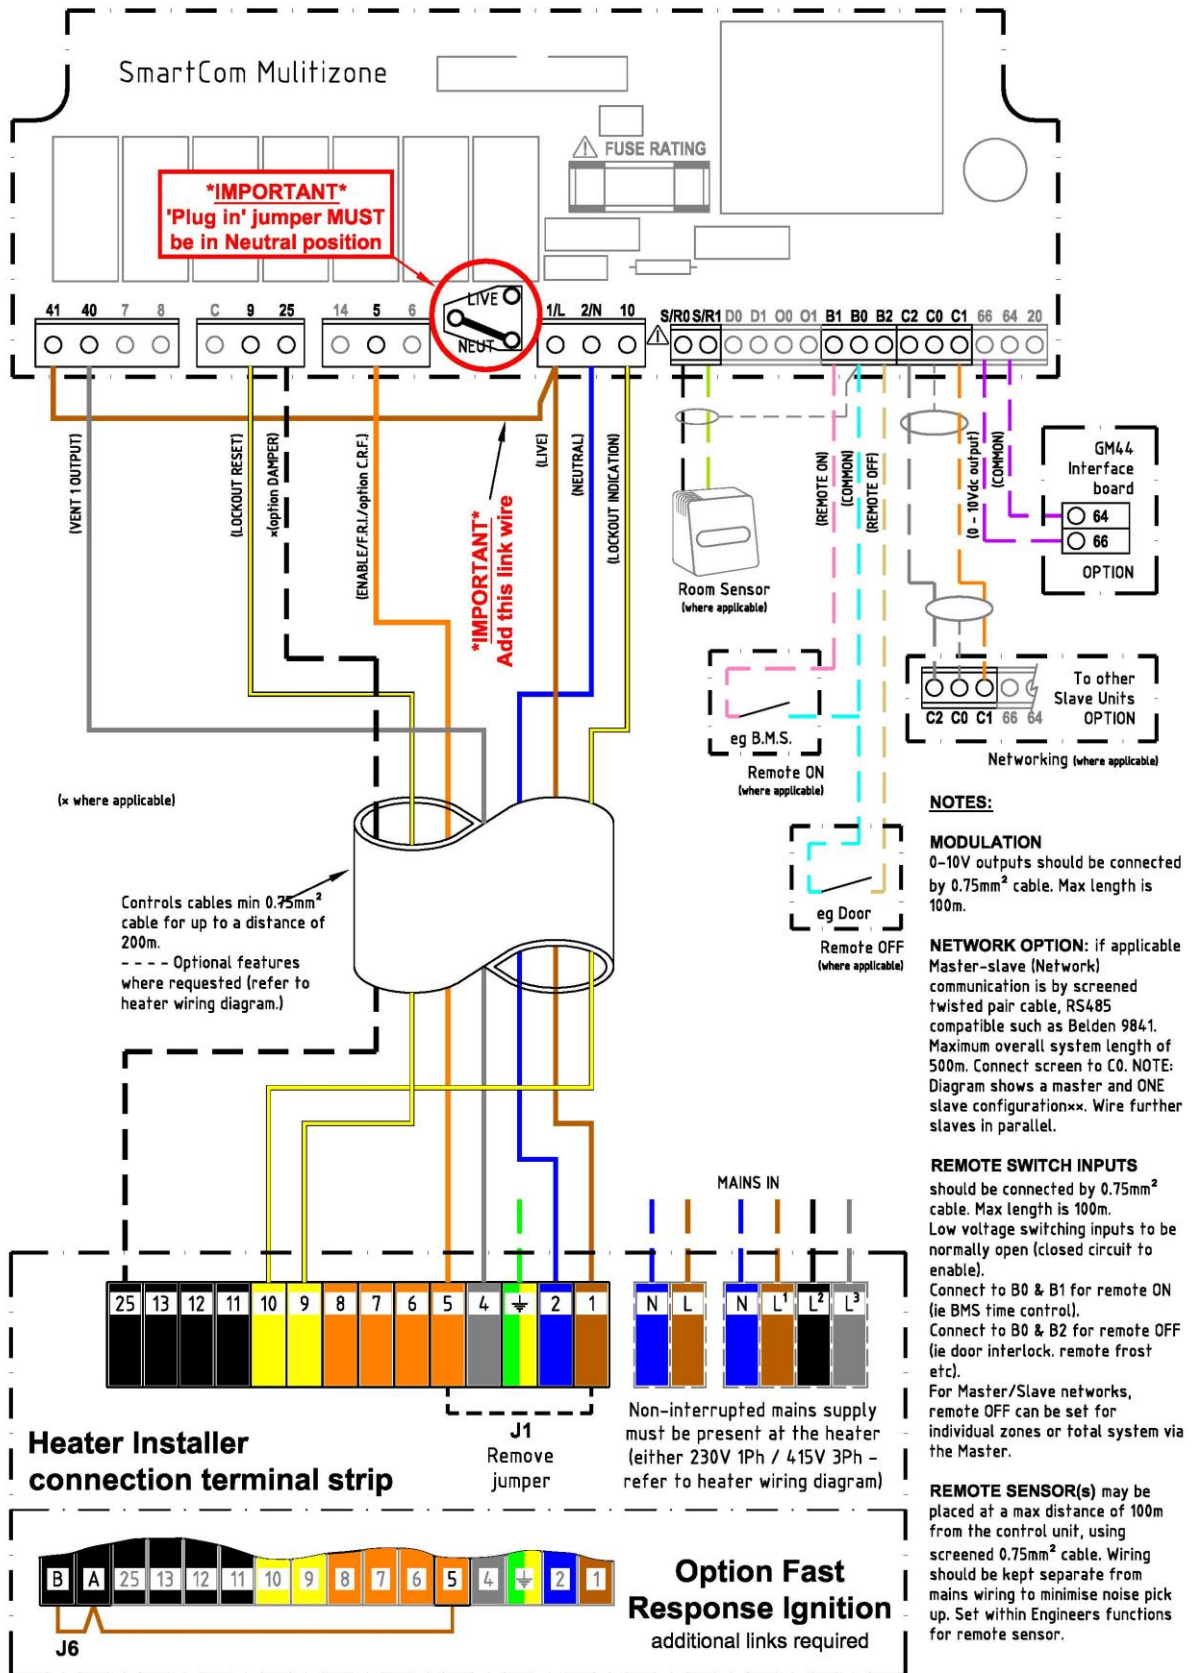 SmartCom Mulitizone
FUSE RATING
*IMPORTANT*
'Plug in' jumper MUST
be in Neutral position
LIVE
NEUT
41 40 7 8
C 9 25
14 5 6
1/L 2/N 10
S/R0 S/R1 D0 D1 O0 O1 B1 B0 B2 C2 C0 C1 66 64 20
(VENT 1 OUTPUT)
(LOCKOUT RESET)
×(option DAMPER)
(ENABLE/F.R.I./option C.R.F.)
*IMPORTANT*
Add this link wire
(LIVE)
(NEUTRAL)
(LOCKOUT INDICATION)
(REMOTE ON)
(COMMON)
(REMOTE OFF)
(0 - 10Vdc output)
(COMMON)
GM44
Interface
board
64
66
OPTION
Room Sensor
(where applicable)
eg B.M.S.
Remote ON
(where applicable)
To other
Slave Units
OPTION
C2 C0 C1 66 64
Networking (where applicable)
eg Door
Remote OFF
(where applicable)
(× where applicable)
Controls cables min 0.75mm²
cable for up to a distance of
200m.
---- Optional features
where requested (refer to
heater wiring diagram.)
NOTES:
MODULATION
0-10V outputs should be connected
by 0.75mm² cable. Max length is
100m.
NETWORK OPTION: if applicable
Master-slave (Network)
communication is by screened
twisted pair cable, RS485
compatible such as Belden 9841.
Maximum overall system length of
500m. Connect screen to C0. NOTE:
Diagram shows a master and ONE
slave configuration××. Wire further
slaves in parallel.
REMOTE SWITCH INPUTS
should be connected by 0.75mm²
cable. Max length is 100m.
Low voltage switching inputs to be
normally open (closed circuit to
enable).
Connect to B0 & B1 for remote ON
(ie BMS time control).
Connect to B0 & B2 for remote OFF
(ie door interlock. remote frost
etc).
For Master/Slave networks,
remote OFF can be set for
individual zones or total system via
the Master.
REMOTE SENSOR(s) may be
placed at a max distance of 100m
from the control unit, using
screened 0.75mm² cable. Wiring
should be kept separate from
mains wiring to minimise noise pick
up. Set within Engineers functions
for remote sensor.
MAINS IN
25 13 12 11 10 9 8 7 6 5 4 2 1
N L
N L¹ L² L³
J1
Remove
jumper
Non-interrupted mains supply
must be present at the heater
(either 230V 1Ph / 415V 3Ph -
refer to heater wiring diagram)
Heater Installer
connection terminal strip
B A 25 13 12 11 10 9 8 7 6 5 4 2 1
J6
Option Fast
Response Ignition
additional links required